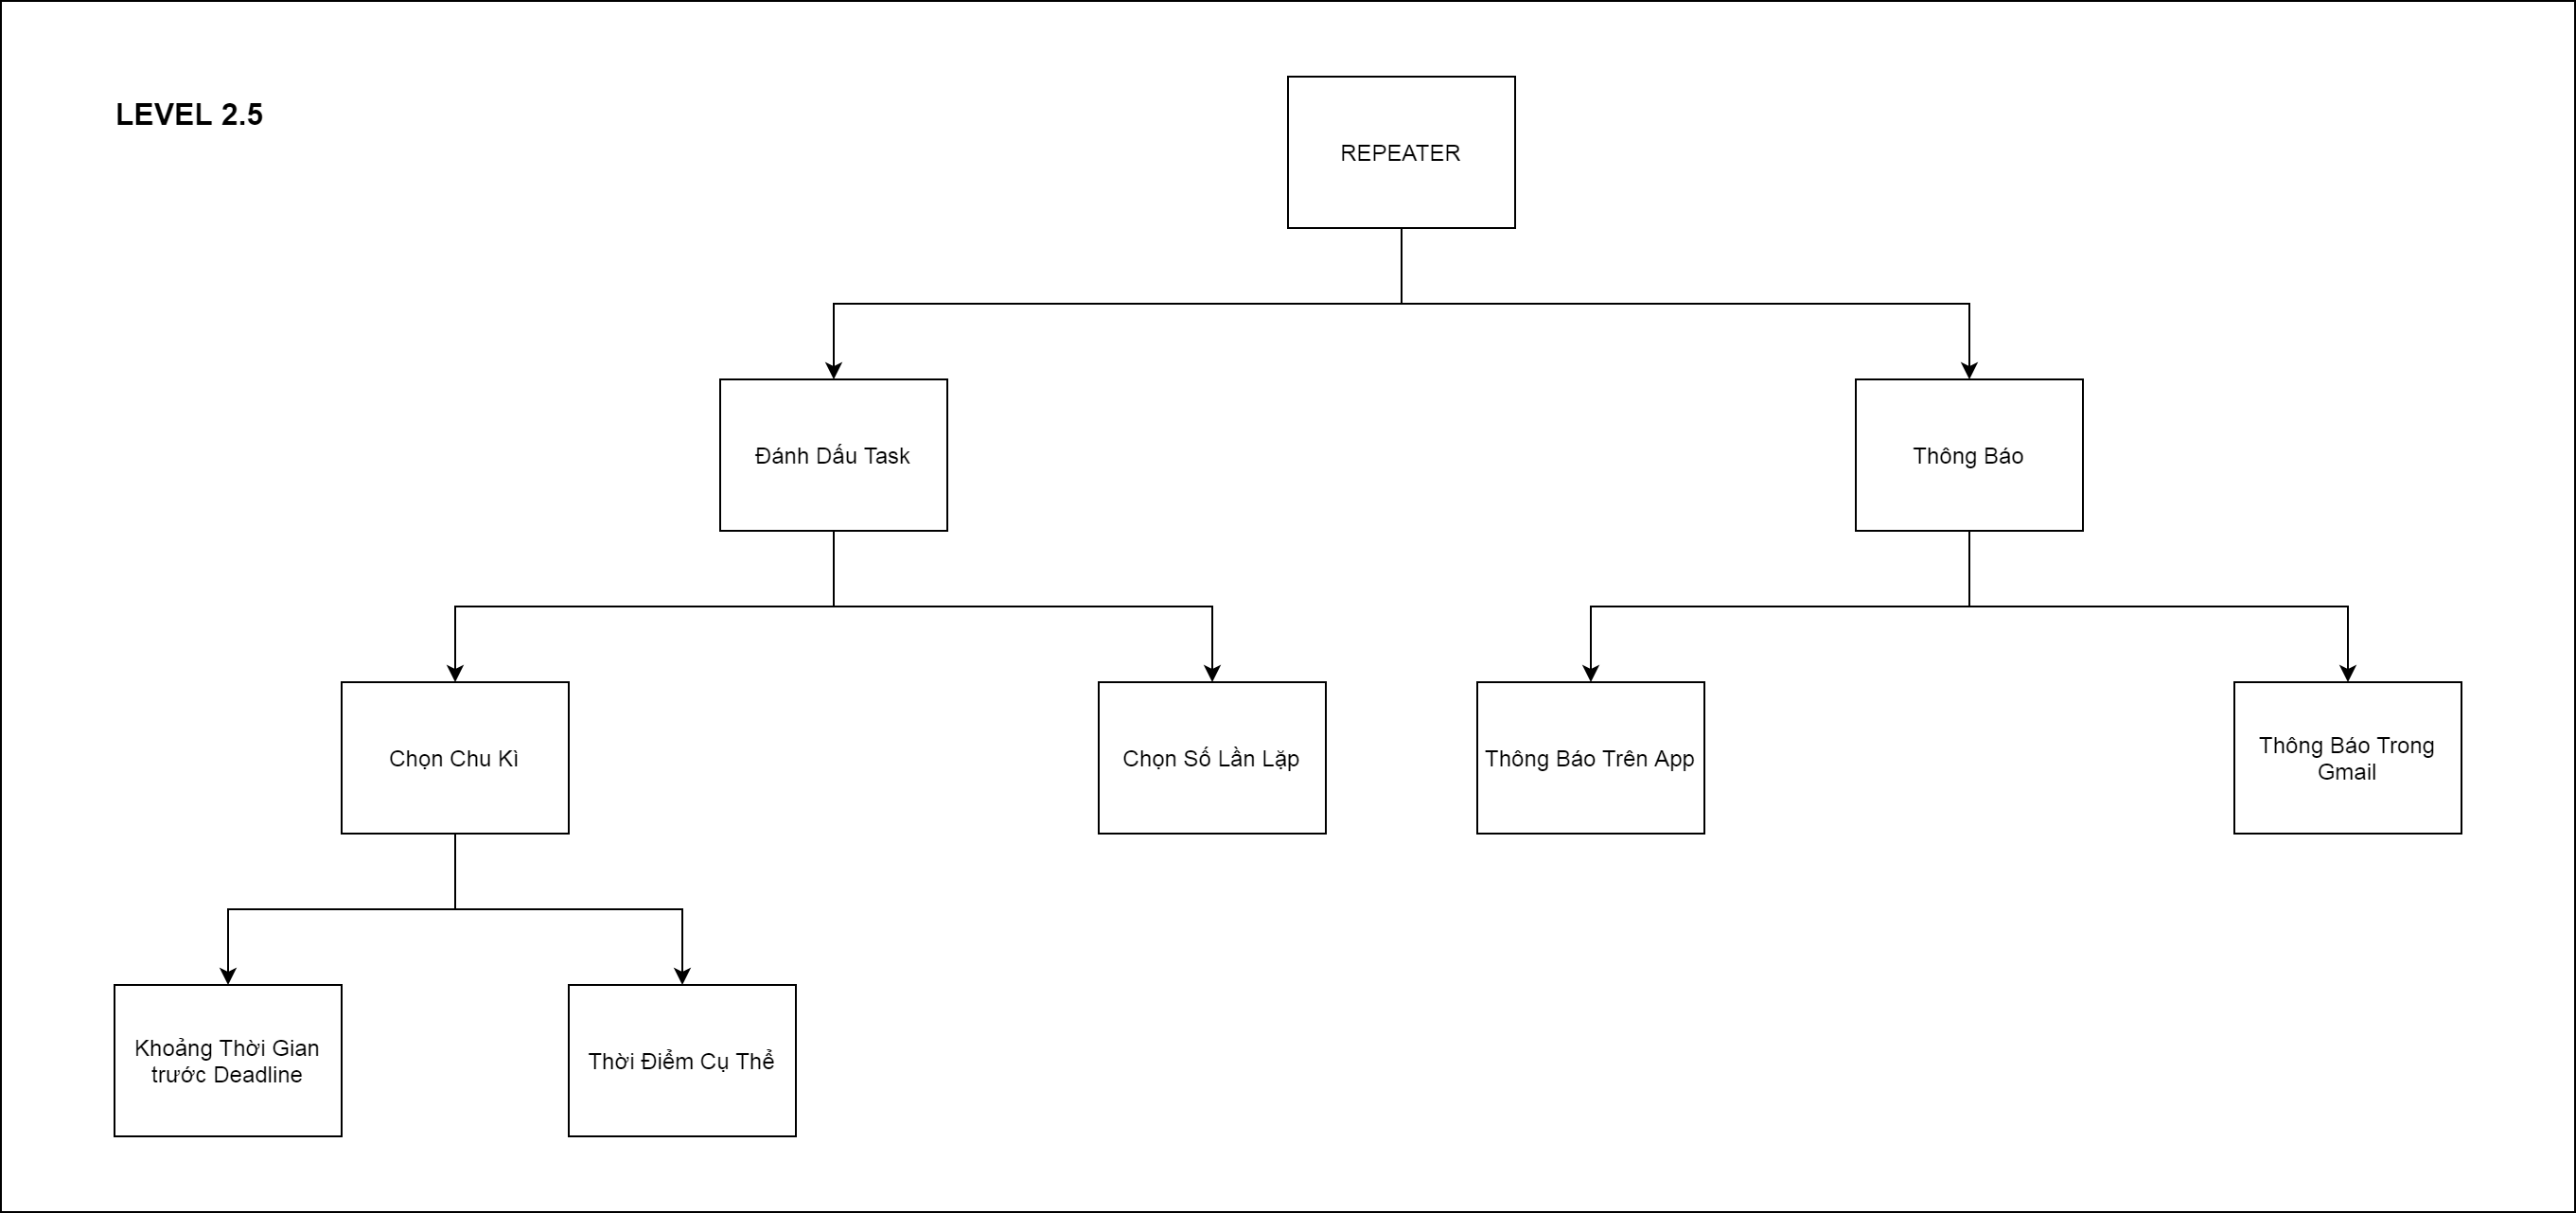 LEVEL 2.5
REPEATER
Đánh Dấu Task
Thông Báo
Chọn Chu Kì
Chọn Số Lần Lặp
Thông Báo Trên App
Thông Báo Trong
Gmail
Khoảng Thời Gian
trước Deadline
Thời Điểm Cụ Thể